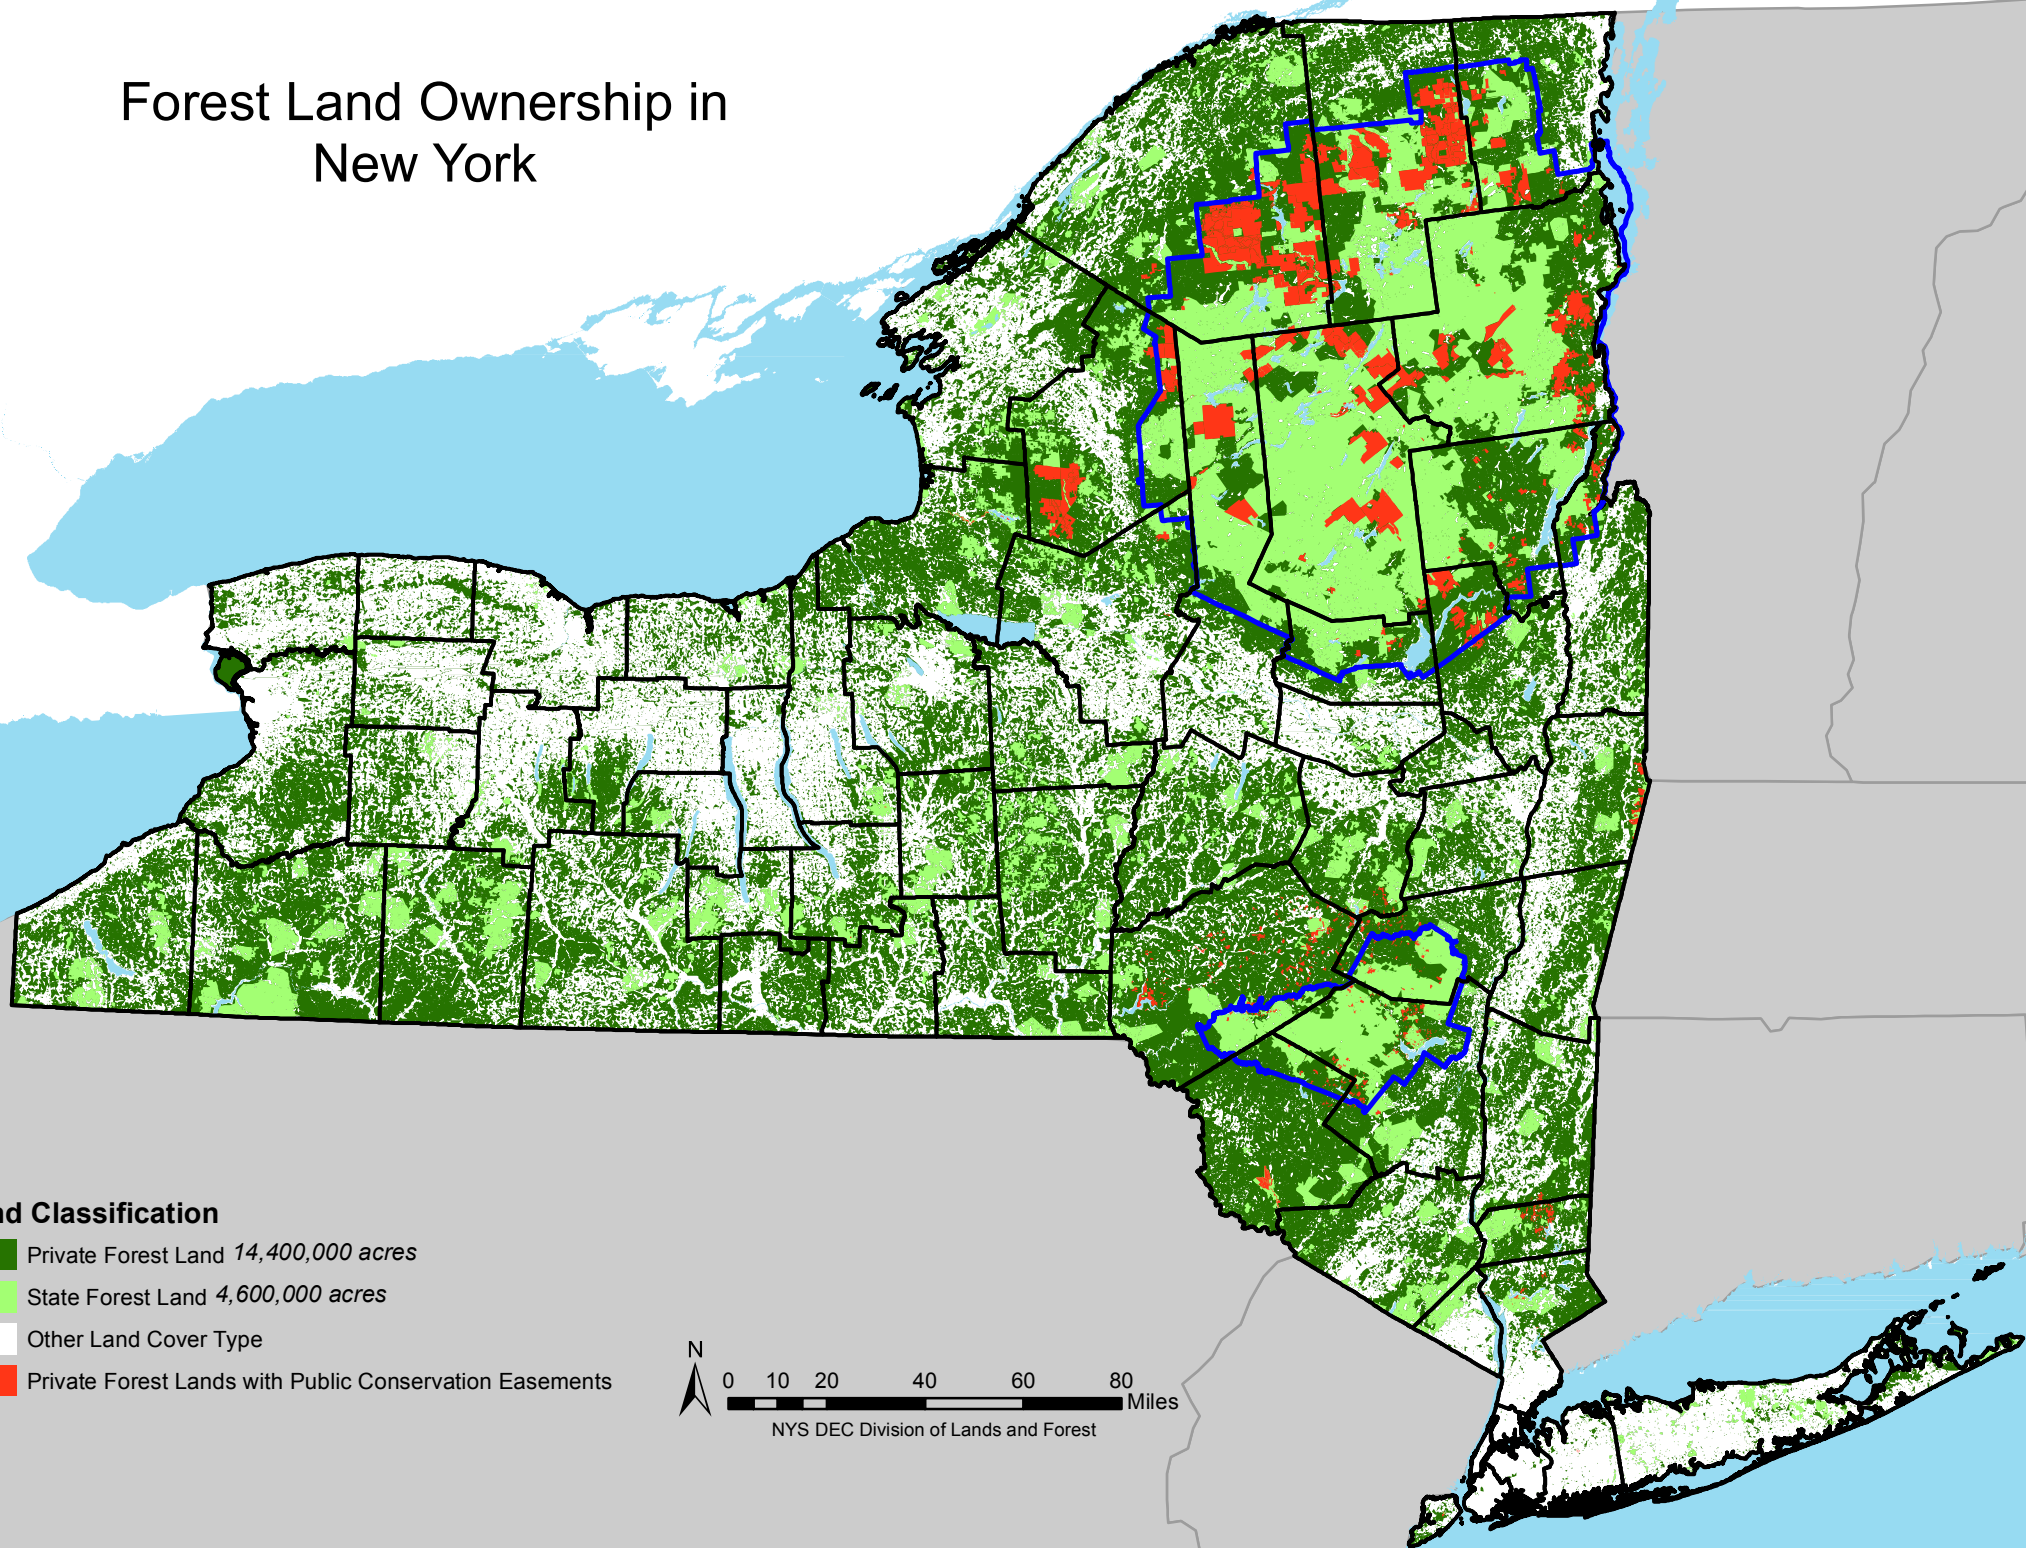 Forest Land Ownership in
New York
nd Classification
Private Forest Land 14,400,000 acres
State Forest Land 4,600,000 acres
Other Land Cover Type
Private Forest Lands with Public Conservation Easements
N
0 10 20 40 60 80
Miles
NYS DEC Division of Lands and Forest